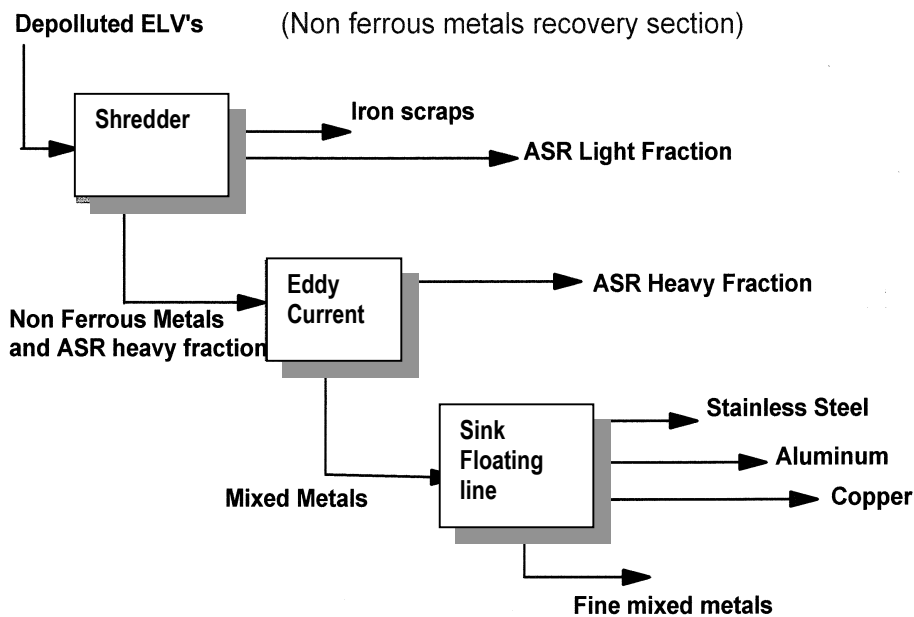 Depolluted ELV's
(Non ferrous metals recovery section)
Shredder
Iron scraps
ASR Light Fraction
Eddy
Current
ASR Heavy Fraction
Non Ferrous Metals
and ASR heavy fraction
Sink
Floating
line
Stainless Steel
Aluminum
Copper
Mixed Metals
Fine mixed metals